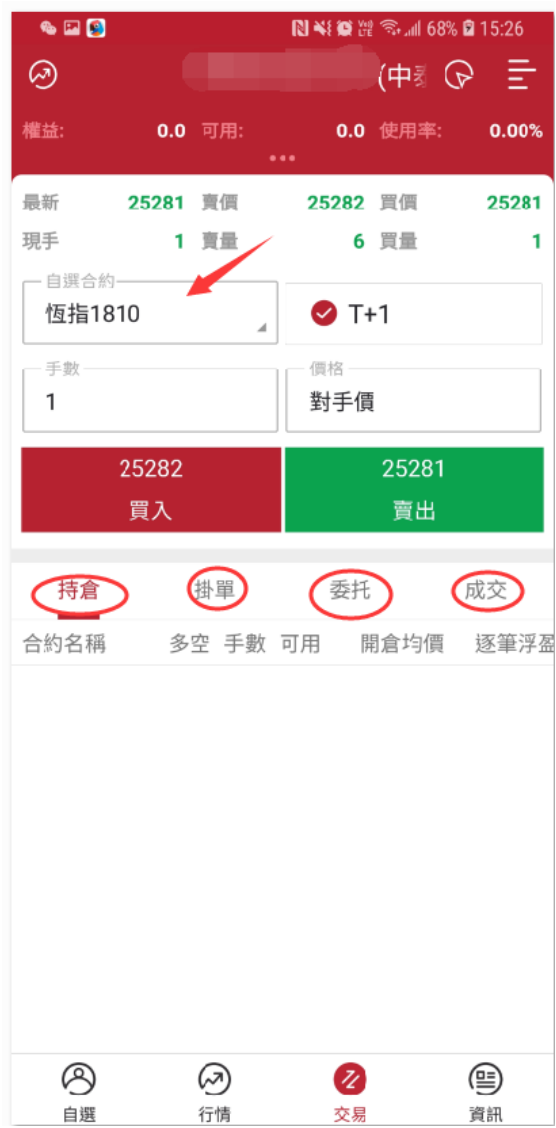 68% 15:26
(中泰
權益: 0.0 可用: 0.0 使用率: 0.00%
最新 25281 賣價 25282 買價 25281
現手 1 賣量 6 買量 1
自選合約
恆指1810 T+1
手數 價格
1 對手價
25282 25281
買入 賣出
持倉 掛單 委托 成交
合約名稱 多空 手數 可用 開倉均價 逐筆浮盈
自選 行情 交易 資訊